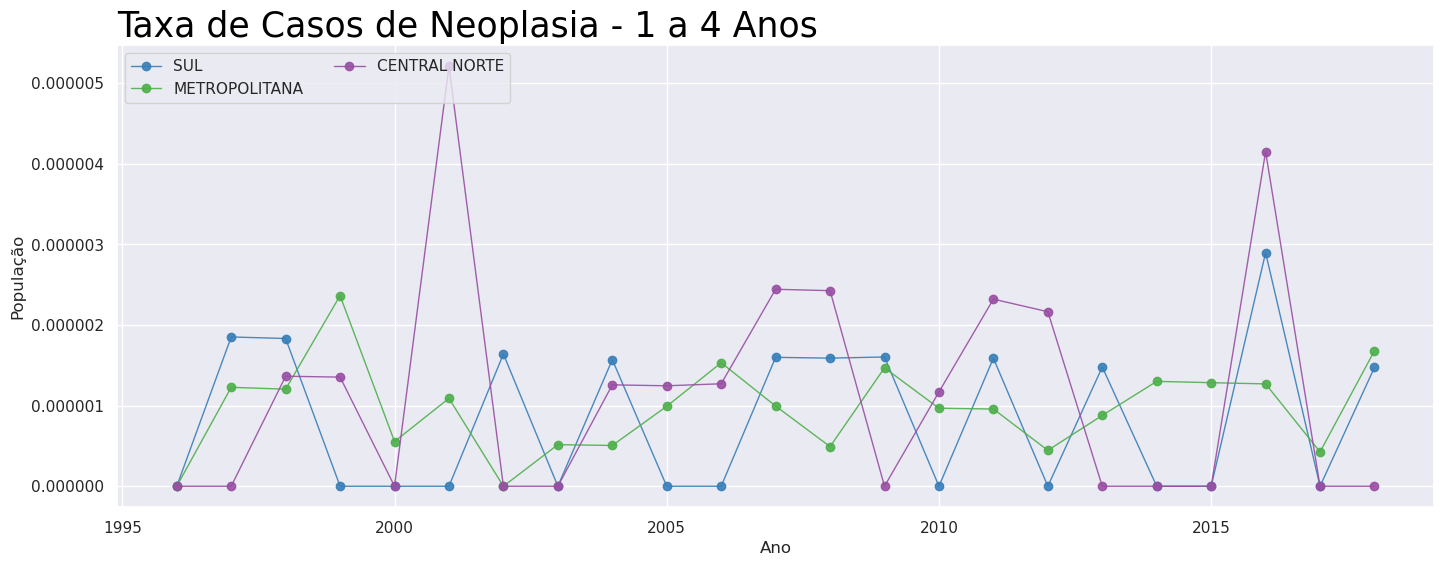 Taxa de Casos de Neoplasia - 1 a 4 Anos
SUL
METROPOLITANA
CENTRAL NORTE
0.000005
0.000004
0.000003
0.000002
0.000001
0.000000
População
1995 2000 2005 2010 2015
Ano